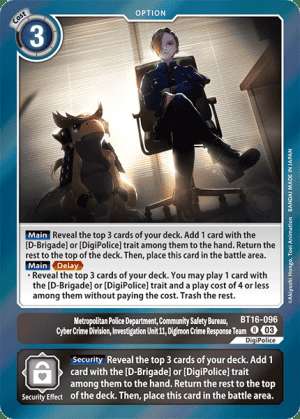 OPTION
Cost
3
Main Reveal the top 3 cards of your deck. Add 1 card with the
[D-Brigade] or [DigiPolice] trait among them to the hand. Return the
rest to the top of the deck. Then, place this card in the battle area.
Main Delay
· Reveal the top 3 cards of your deck. You may play 1 card with
the [D-Brigade] or [DigiPolice] trait and a play cost of 4 or
less among them without paying the cost. Trash the rest.
©Akiyoshi Hongo, Toei Animation BANDAI MADE IN JAPAN
Metropolitan Police Department, Community Safety Bureau,
Cyber Crime Division, Investigation Unit 11, Digimon Crime Response Team
BT16-096
R 03
DigiPolice
Security Effect
Security Reveal the top 3 cards of your deck. Add 1
card with the [D-Brigade] or [DigiPolice] trait
among them to the hand. Return the rest to the top
of the deck. Then, place this card in the battle area.